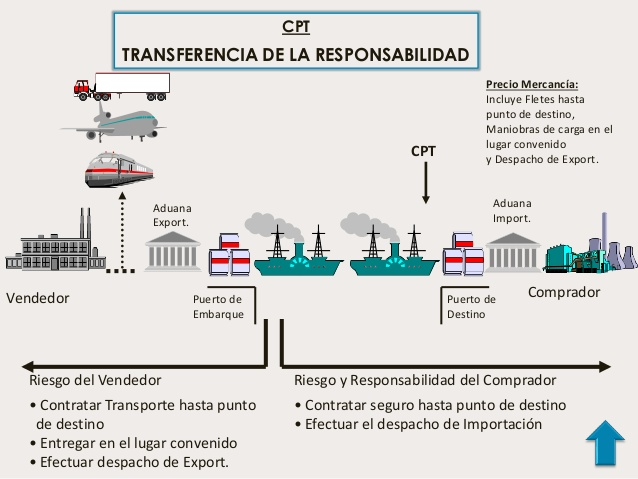 CPT
TRANSFERENCIA DE LA RESPONSABILIDAD
Precio Mercancía:
Incluye Fletes hasta
punto de destino,
Maniobras de carga en el
lugar convenido
y Despacho de Export.
CPT
Aduana
Export.
Aduana
Import.
Vendedor
Puerto de
Embarque
Puerto de
Destino
Comprador
Riesgo del Vendedor
• Contratar Transporte hasta punto
de destino
• Entregar en el lugar convenido
• Efectuar despacho de Export.
Riesgo y Responsabilidad del Comprador
• Contratar seguro hasta punto de destino
• Efectuar el despacho de Importación